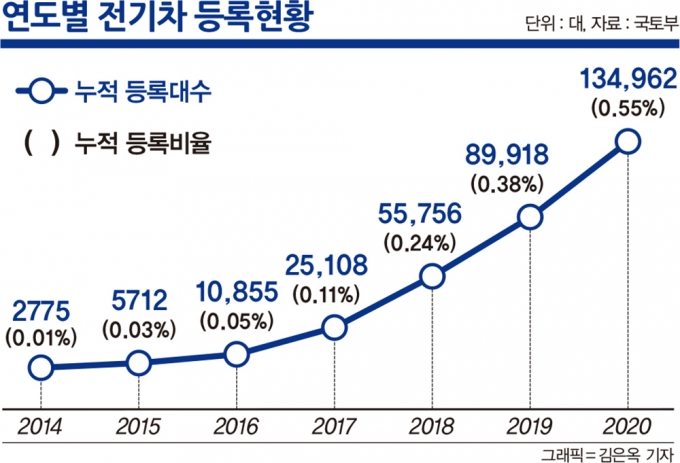 연도별 전기차 등록현황
단위 : 대, 자료 : 국토부
누적 등록대수
( ) 누적 등록비율
2775
(0.01%)
5712
(0.03%)
10,855
(0.05%)
25,108
(0.11%)
55,756
(0.24%)
89,918
(0.38%)
134,962
(0.55%)
2014 2015 2016 2017 2018 2019 2020
그래픽=김은옥 기자